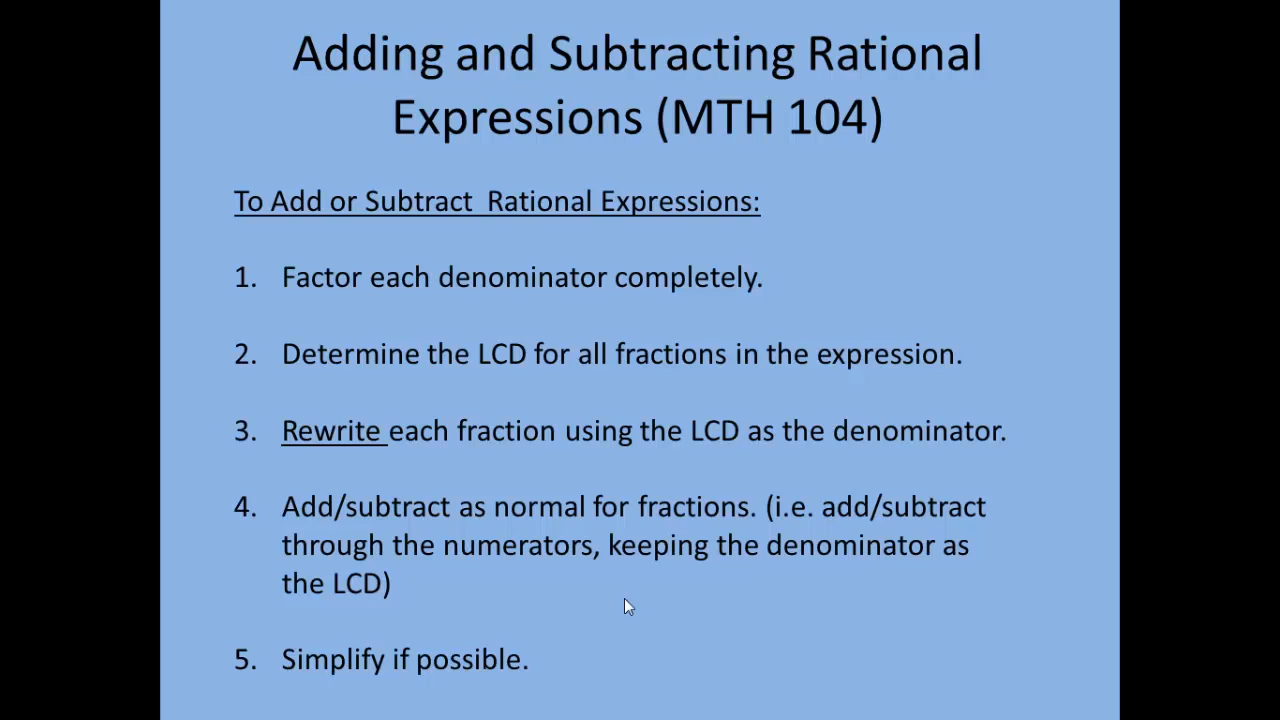 Adding and Subtracting Rational
Expressions (MTH 104)
To Add or Subtract  Rational Expressions:
1. Factor each denominator completely.
2. Determine the LCD for all fractions in the expression.
3. Rewrite each fraction using the LCD as the denominator.
4. Add/subtract as normal for fractions. (i.e. add/subtract
through the numerators, keeping the denominator as
the LCD)
5. Simplify if possible.